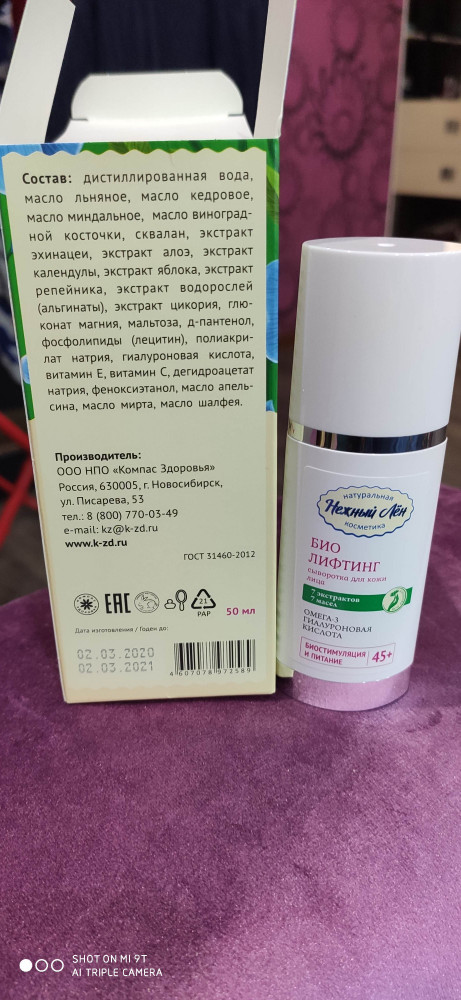 Состав: дистиллированная вода,
масло льняное, масло кедровое,
масло миндальное, масло виноград-
ной косточки, сквалан, экстракт
эхинацеи, экстракт алоэ, экстракт
календулы, экстракт яблока, экстракт
репейника, экстракт водорослей
(альгинаты), экстракт цикория, глю-
конат магния, мальтоза, д-пантенол,
фосфолипиды (лецитин), полиакри-
лат натрия, гиалуроновая кислота,
витамин Е, витамин С, дегидроацетат
натрия, феноксиэтанол, масло апель-
сина, масло мирта, масло шалфея.
Производитель:
ООО НПО «Компас Здоровья»
Россия, 630005, г. Новосибирск,
ул. Писарева, 53
тел.: 8 (800) 770-03-49
e-mail: kz@k-zd.ru
www.k-zd.ru
ГОСТ 31460-2012
EAC
21
PAP
50 мл
Дата изготовления / Годен до:
02.03.2020
02.03.2021
4 607078 972589
натуральная
Нежный Лён
косметика
БИО
ЛИФТИНГ
сыворотка для кожи
лица
7 экстрактов
7 масел
ОМЕГА-3
ГИАЛУРОНОВАЯ
КИСЛОТА
БИОСТИМУЛЯЦИЯ
И ПИТАНИЕ
45+
SHOT ON MI 9T
AI TRIPLE CAMERA